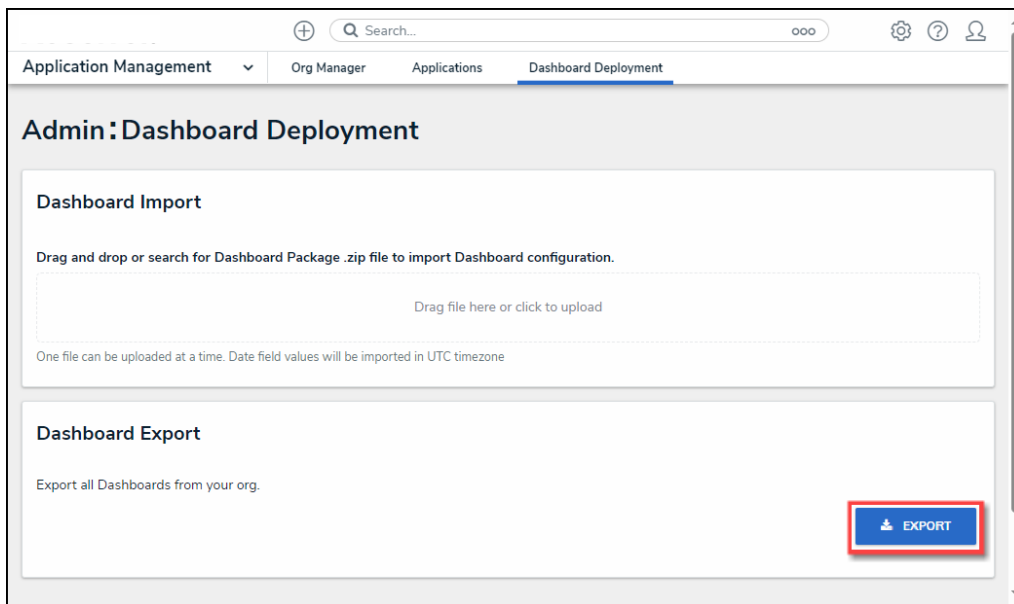 Search...
Application Management
Org Manager
Applications
Dashboard Deployment
Admin:Dashboard Deployment
Dashboard Import
Drag and drop or search for Dashboard Package .zip file to import Dashboard configuration.
Drag file here or click to upload
One file can be uploaded at a time. Date field values will be imported in UTC timezone
Dashboard Export
Export all Dashboards from your org.
EXPORT